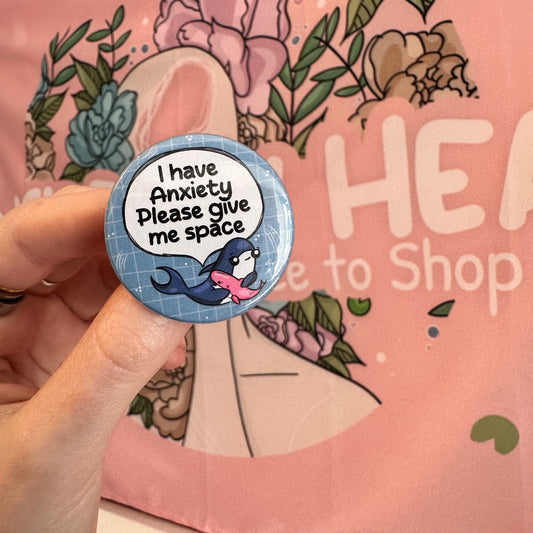 I have
Anxiety
Please give
me space
HEA
to Shop